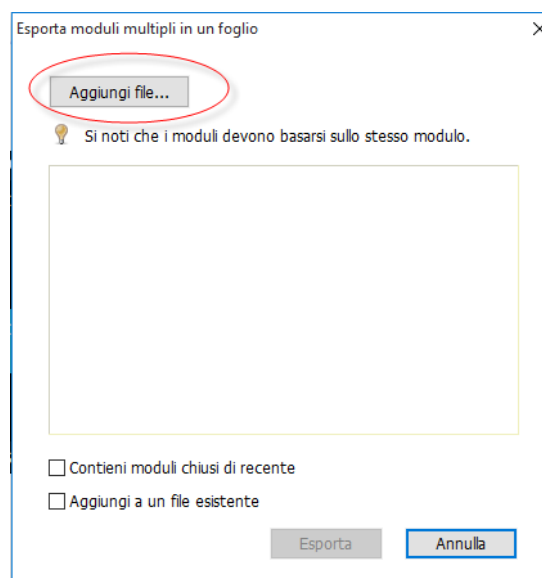 Esporta moduli multipli in un foglio
Aggiungi file...
Si noti che i moduli devono basarsi sullo stesso modulo.
Contieni moduli chiusi di recente
Aggiungi a un file esistente
Esporta
Annulla